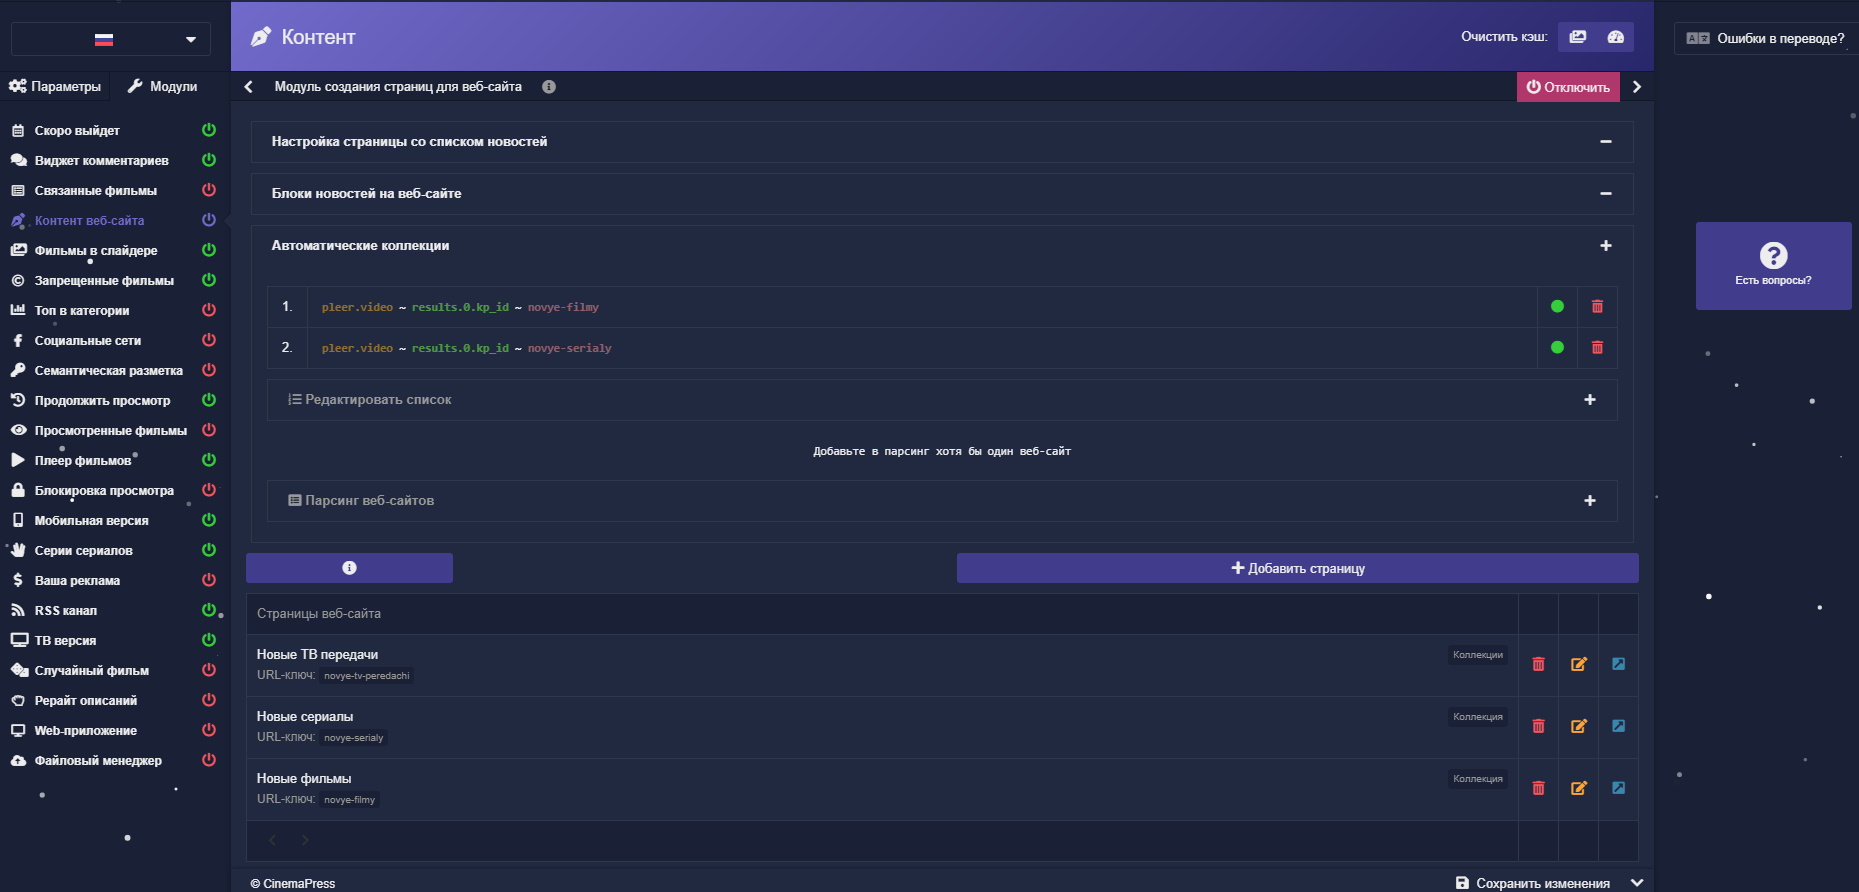 Контент
Очистить кэш:
Ошибки в переводе?
Параметры
Модули
Модуль создания страниц для веб-сайта
Отключить
Скоро выйдет
Виджет комментариев
Связанные фильмы
Контент веб-сайта
Фильмы в слайдере
Запрещенные фильмы
Топ в категории
Социальные сети
Семантическая разметка
Продолжить просмотр
Просмотренные фильмы
Плеер фильмов
Блокировка просмотра
Мобильная версия
Серии сериалов
Ваша реклама
RSS канал
ТВ версия
Случайный фильм
Рерайт описаний
Web-приложение
Файловый менеджер
Настройка страницы со списком новостей
Блоки новостей на веб-сайте
Автоматические коллекции
1. pleer.video ~ results.0.kp_id ~ novye-filmy
2. pleer.video ~ results.0.kp_id ~ novye-serialy
Редактировать список
Добавьте в парсинг хотя бы один веб-сайт
Парсинг веб-сайтов
Добавить страницу
Страницы веб-сайта
Новые ТВ передачи
Коллекции
URL-ключ: novye-tv-peredachi
Новые сериалы
Коллекция
URL-ключ: novye-serialy
Новые фильмы
Коллекция
URL-ключ: novye-filmy
© CinemaPress
Сохранить изменения
Есть вопросы?